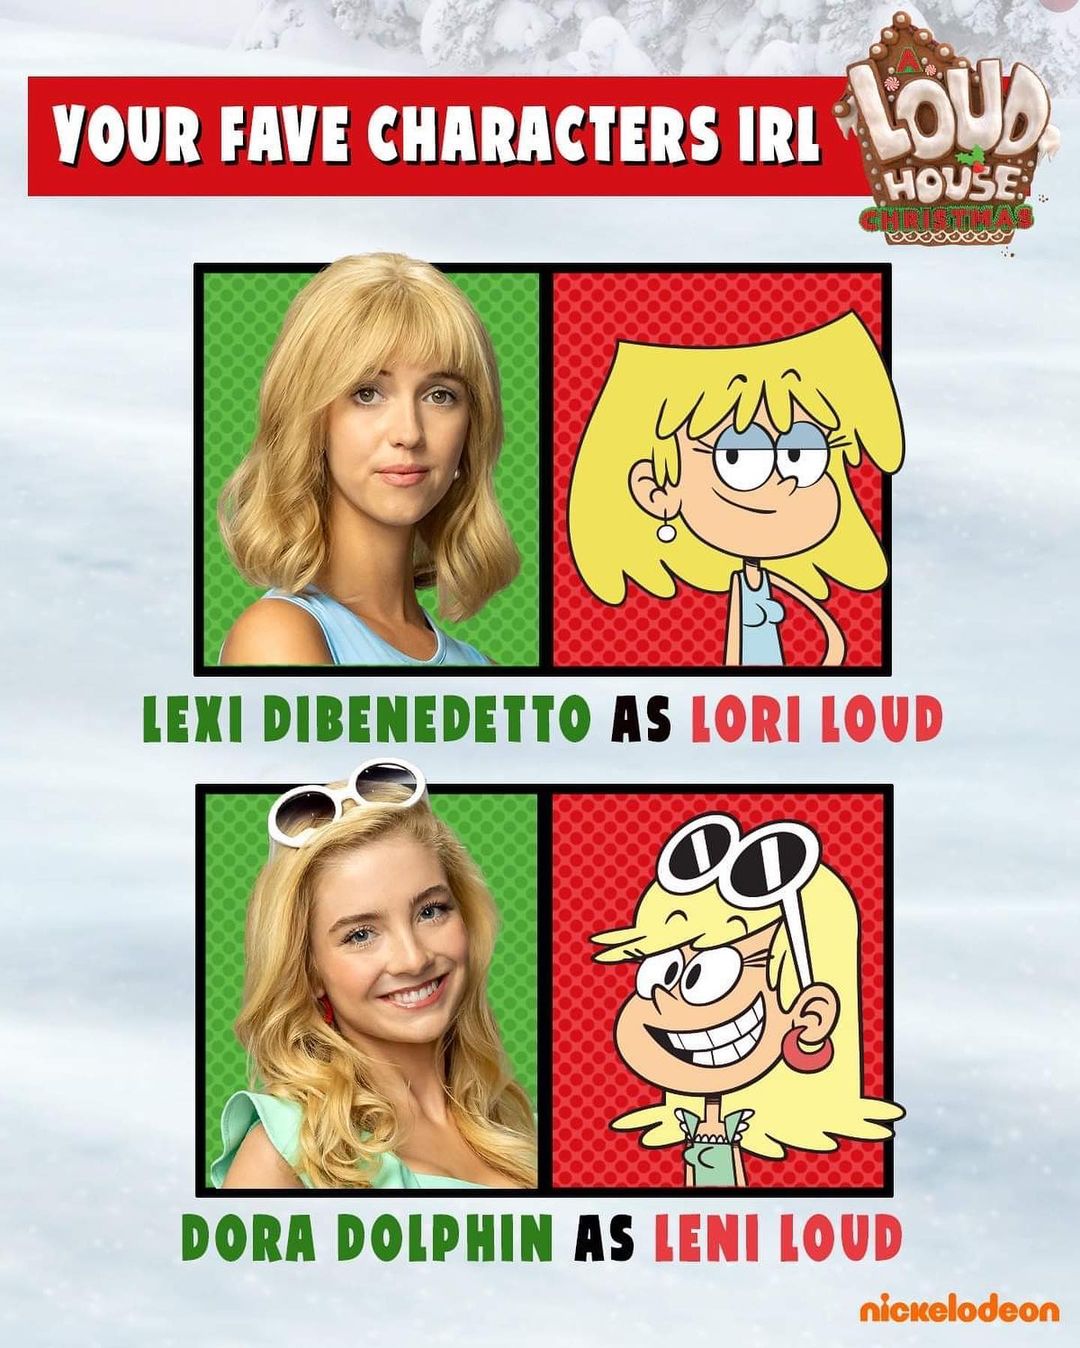 YOUR FAVE CHARACTERS IRL
A
LOUD
HOUSE
CHRISTMAS
LEXI DIBENEDETTO AS LORI LOUD
DORA DOLPHIN AS LENI LOUD
nickelodeon